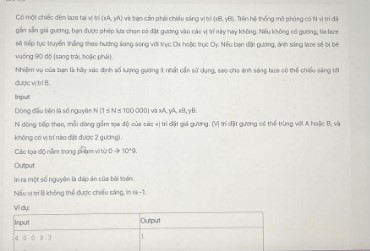 Có một chiếc đèn laze tại vị trí (xA, yA) và bạn cần phải chiếu sáng vị trí (xB, yB). Trên hệ thống mô phỏng có N vị trí đã
gắn sẵn giá gương, bạn được phép lựa chọn có đặt gương vào các vị trí này hay không. Nếu không có gương, tia laze
sẽ tiếp tục truyền thẳng theo hướng song song với trục Ox hoặc trục Oy. Nếu bạn đặt gương, ánh sáng laze sẽ bị bẻ
vuông 90 độ (sang trái, hoặc phải).
Nhiệm vụ của bạn là hãy xác định số lượng gương ít nhất cần sử dụng, sao cho ánh sáng laze có thể chiếu sáng tới
được vị trí B.
Input
Dòng đầu tiên là số nguyên N (1 ≤ N ≤ 100 000) và xA, yA, xB, yB.
N dòng tiếp theo, mỗi dòng gồm tọa độ của các vị trí đặt giá gương. (Vị trí đặt gương có thể trùng với A hoặc B, và
không có vị trí nào đặt được 2 gương).
Các tọa độ nằm trong phạm vi từ 0 → 10^9.
Output
In ra một số nguyên là đáp án của bài toán.
Nếu vị trí B không thể được chiếu sáng, in ra -1.
Ví dụ:
Input Output
4 0 0 3 3 1